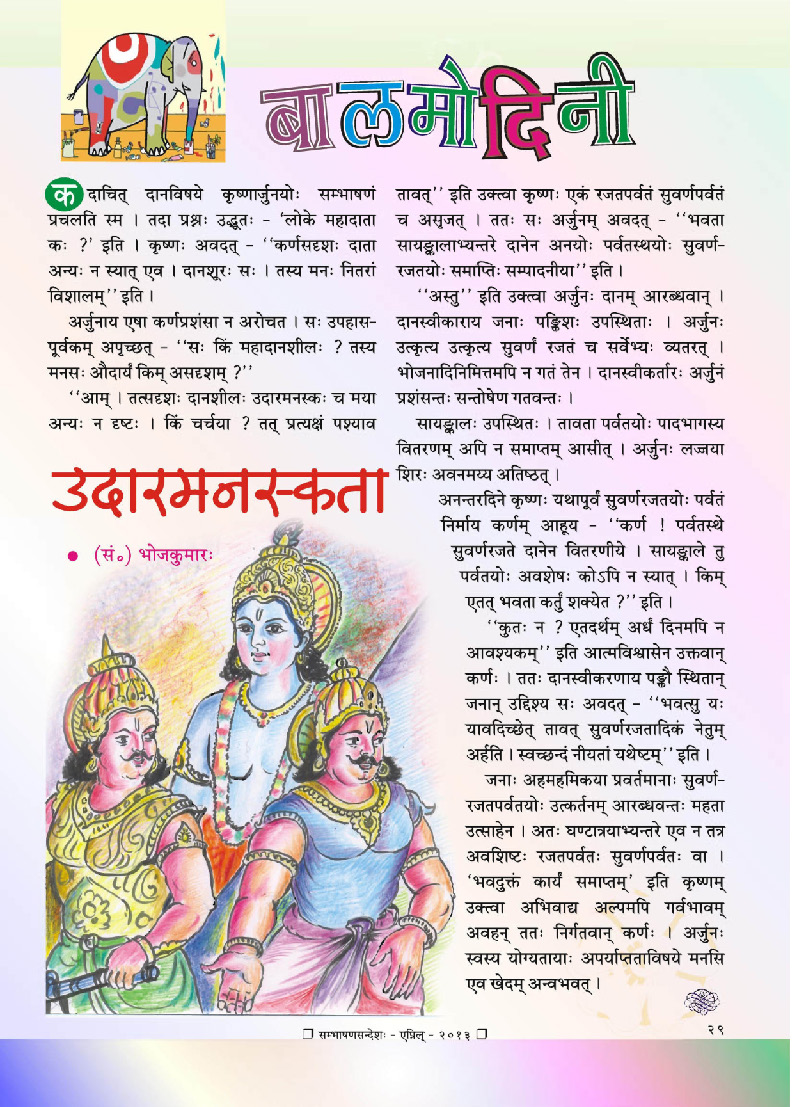 बालमोदिनी
कदाचित् दानविषये कृष्णार्जुनयोः सम्भाषणं
प्रचलति स्म । तदा प्रश्नः उद्भूतः - ‘लोके महादाता
कः ?’ इति । कृष्णः अवदत् - ‘‘कर्णसदृशः दाता
अन्यः न स्यात् एव । दानशूरः सः । तस्य मनः नितरां
विशालम्’’ इति ।
अर्जुनाय एषा कर्णप्रशंसा न अरोचत । सः उपहास-
पूर्वकम् अपृच्छत् - ‘‘सः किं महादानशीलः ? तस्य
मनसः औदार्यं किम् असदृशम् ?’’
‘‘आम् । तत्सदृशः दानशीलः उदारमनस्कः च मया
अन्यः न दृष्टः । किं चर्चया ? तत् प्रत्यक्षं पश्याव
उदारमनस्कता
• (सं॰) भोजकुमारः
तावत्’’ इति उक्त्वा कृष्णः एकं रजतपर्वतं सुवर्णपर्वतं
च असृजत् । ततः सः अर्जुनम् अवदत् - ‘‘भवता
सायङ्कालाभ्यन्तरे दानेन अनयोः पर्वतस्थयोः सुवर्ण-
रजतयोः समाप्तिः सम्पादनीया’’ इति ।
‘‘अस्तु’’ इति उक्त्वा अर्जुनः दानम् आरब्धवान् ।
दानस्वीकाराय जनाः पङ्क्तिशः उपस्थिताः । अर्जुनः
उत्कृत्य उत्कृत्य सुवर्णं रजतं च सर्वेभ्यः व्यतरत् ।
भोजनादिनिमित्तमपि न गतं तेन । दानस्वीकर्तारः अर्जुनं
प्रशंसन्तः सन्तोषेण गतवन्तः ।
सायङ्कालः उपस्थितः । तावता पर्वतयोः पादभागस्य
वितरणम् अपि न समाप्तम् आसीत् । अर्जुनः लज्जया
शिरः अवनमय्य अतिष्ठत् ।
अनन्तरदिने कृष्णः यथापूर्वं सुवर्णरजतयोः पर्वतं
निर्माय कर्णम् आहूय - ‘‘कर्ण ! पर्वतस्थे
सुवर्णरजते दानेन वितरणीये । सायङ्काले तु
पर्वतयोः अवशेषः कोऽपि न स्यात् । किम्
एतत् भवता कर्तुं शक्येत ?’’ इति ।
‘‘कुतः न ? एतदर्थम् अर्धं दिनमपि न
आवश्यकम्’’ इति आत्मविश्वासेन उक्तवान्
कर्णः । ततः दानस्वीकरणाय पङ्क्तौ स्थितान्
जनान् उद्दिश्य सः अवदत् - ‘‘भवत्सु यः
यावदिच्छेत् तावत् सुवर्णरजतादिकं नेतुम्
अर्हति । स्वच्छन्दं नीयतां यथेष्टम्’’ इति ।
जनाः अहमहमिकया प्रवर्तमानाः सुवर्ण-
रजतपर्वतयोः उत्कर्तनम् आरब्धवन्तः महता
उत्साहेन । अतः घण्टात्रयाभ्यन्तरे एव न तत्र
अवशिष्टः रजतपर्वतः सुवर्णपर्वतः वा ।
‘भवदुक्तं कार्यं समाप्तम्’ इति कृष्णम्
उक्त्वा अभिवाद्य अल्पमपि गर्वभावम्
अवहन् ततः निर्गतवान् कर्णः । अर्जुनः
स्वस्य योग्यतायाः अपर्याप्तताविषये मनसि
एव खेदम् अन्वभवत् ।
❐ सम्भाषणसन्देशः - एप्रिल् - २०१३ ❐
२९